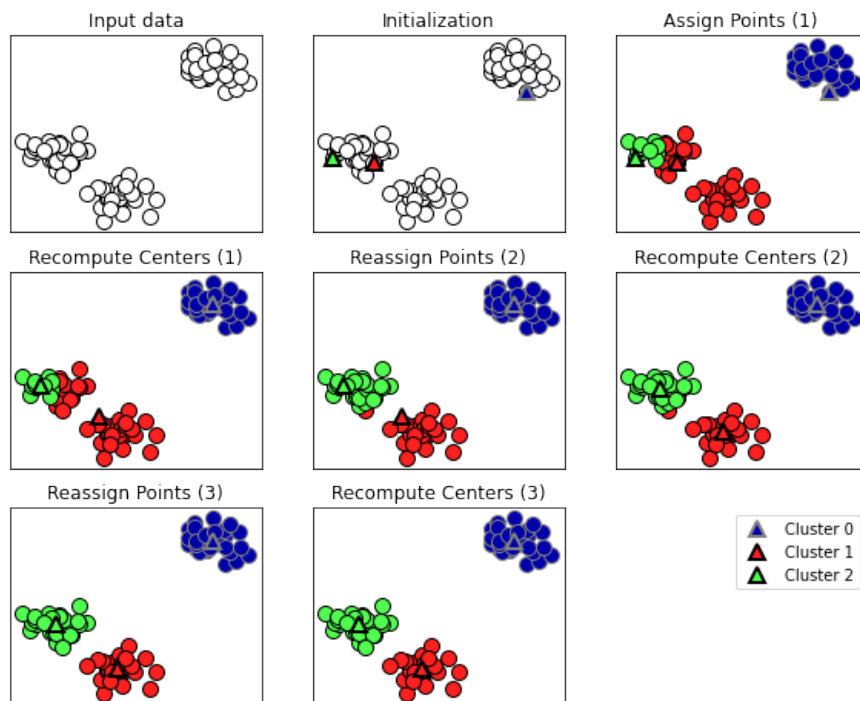 Input data
Initialization
Assign Points (1)
Recompute Centers (1)
Reassign Points (2)
Recompute Centers (2)
Reassign Points (3)
Recompute Centers (3)
Cluster 0
Cluster 1
Cluster 2